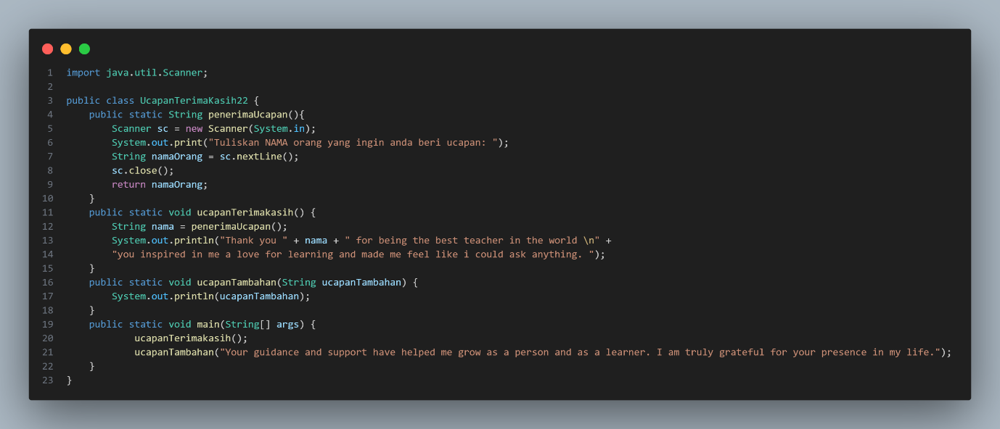 1 import java.util.Scanner;
2
3 public class UcapanTerimaKasih22 {
4     public static String penerimaUcapan(){
5         Scanner sc = new Scanner(System.in);
6         System.out.print("Tuliskan NAMA orang yang ingin anda beri ucapan: ");
7         String namaOrang = sc.nextLine();
8         sc.close();
9         return namaOrang;
10     }
11     public static void ucapanTerimakasih() {
12         String nama = penerimaUcapan();
13         System.out.println("Thank you " + nama + " for being the best teacher in the world \n" +
14         "you inspired in me a love for learning and made me feel like i could ask anything. ");
15     }
16     public static void ucapanTambahan(String ucapanTambahan) {
17         System.out.println(ucapanTambahan);
18     }
19     public static void main(String[] args) {
20             ucapanTerimakasih();
21             ucapanTambahan("Your guidance and support have helped me grow as a person and as a learner. I am truly grateful for your presence in my life.");
22     }
23 }